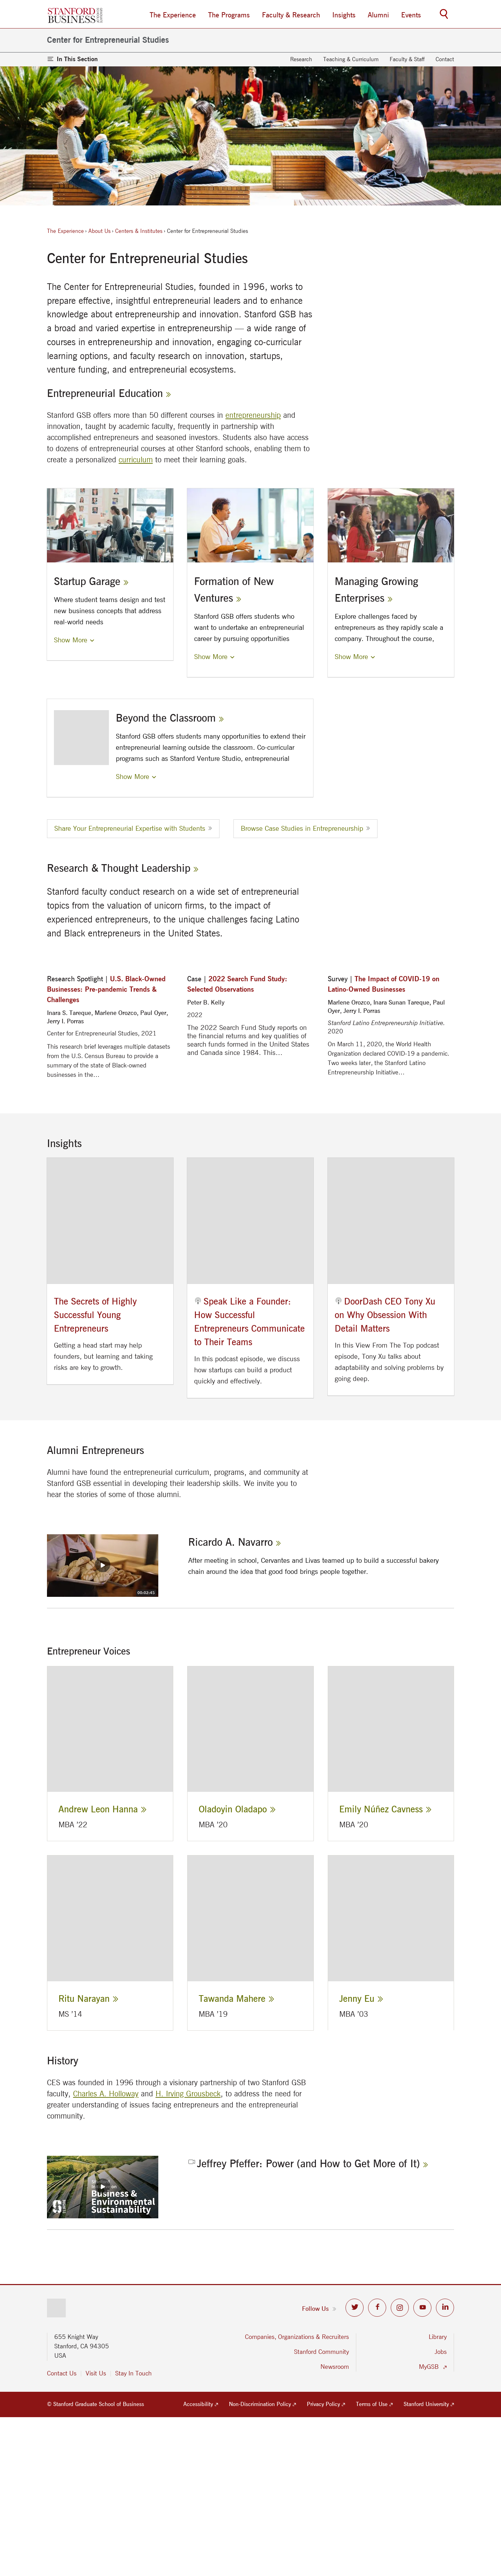 STANFORD
BUSINESS
The Experience
The Programs
Faculty & Research
Insights
Alumni
Events
Center for Entrepreneurial Studies
In This Section
Research
Teaching & Curriculum
Faculty & Staff
Contact
The Experience › About Us › Centers & Institutes › Center for Entrepreneurial Studies
Center for Entrepreneurial Studies
The Center for Entrepreneurial Studies, founded in 1996, works to
prepare effective, insightful entrepreneurial leaders and to enhance
knowledge about entrepreneurship and innovation. Stanford GSB has
a broad and varied expertise in entrepreneurship — a wide range of
courses in entrepreneurship and innovation, engaging co-curricular
learning options, and faculty research on innovation, startups,
venture funding, and entrepreneurial ecosystems.
Entrepreneurial Education »
Stanford GSB offers more than 50 different courses in entrepreneurship and
innovation, taught by academic faculty, frequently in partnership with
accomplished entrepreneurs and seasoned investors. Students also have access
to dozens of entrepreneurial courses at other Stanford schools, enabling them to
create a personalized curriculum to meet their learning goals.
Startup Garage »
Where student teams design and test
new business concepts that address
real-world needs
Show More
Formation of New
Ventures »
Stanford GSB offers students who
want to undertake an entrepreneurial
career by pursuing opportunities
Show More
Managing Growing
Enterprises »
Explore challenges faced by
entrepreneurs as they rapidly scale a
company. Throughout the course,
Show More
Beyond the Classroom »
Stanford GSB offers students many opportunities to extend their
entrepreneurial learning outside the classroom. Co-curricular
programs such as Stanford Venture Studio, entrepreneurial
Show More
Share Your Entrepreneurial Expertise with Students »
Browse Case Studies in Entrepreneurship »
Research & Thought Leadership »
Stanford faculty conduct research on a wide set of entrepreneurial
topics from the valuation of unicorn firms, to the impact of
experienced entrepreneurs, to the unique challenges facing Latino
and Black entrepreneurs in the United States.
Research Spotlight | U.S. Black-Owned
Businesses: Pre-pandemic Trends &
Challenges
Inara S. Tareque, Marlene Orozco, Paul Oyer,
Jerry I. Porras
Center for Entrepreneurial Studies, 2021
This research brief leverages multiple datasets
from the U.S. Census Bureau to provide a
summary of the state of Black-owned
businesses in the...
Case | 2022 Search Fund Study:
Selected Observations
Peter B. Kelly
2022
The 2022 Search Fund Study reports on
the financial returns and key qualities of
search funds formed in the United States
and Canada since 1984. This...
Survey | The Impact of COVID-19 on
Latino-Owned Businesses
Marlene Orozco, Inara Sunan Tareque, Paul
Oyer, Jerry I. Porras
Stanford Latino Entrepreneurship Initiative.
2020
On March 11, 2020, the World Health
Organization declared COVID-19 a pandemic.
Two weeks later, the Stanford Latino
Entrepreneurship Initiative...
Insights
The Secrets of Highly
Successful Young
Entrepreneurs
Getting a head start may help
founders, but learning and taking
risks are key to growth.
Speak Like a Founder:
How Successful
Entrepreneurs Communicate
to Their Teams
In this podcast episode, we discuss
how startups can build a product
quickly and effectively.
DoorDash CEO Tony Xu
on Why Obsession With
Detail Matters
In this View From The Top podcast
episode, Tony Xu talks about
adaptability and solving problems by
going deep.
Alumni Entrepreneurs
Alumni have found the entrepreneurial curriculum, programs, and community at
Stanford GSB essential in developing their leadership skills. We invite you to
hear the stories of some of those alumni.
00:03:45
Ricardo A. Navarro »
After meeting in school, Cervantes and Livas teamed up to build a successful bakery
chain around the idea that good food brings people together.
Entrepreneur Voices
Andrew Leon Hanna »
MBA '22
Oladoyin Oladapo »
MBA '20
Emily Núñez Cavness »
MBA '20
Ritu Narayan »
MS '14
Tawanda Mahere »
MBA '19
Jenny Eu »
MBA '03
History
CES was founded in 1996 through a visionary partnership of two Stanford GSB
faculty, Charles A. Holloway and H. Irving Grousbeck, to address the need for
greater understanding of issues facing entrepreneurs and the entrepreneurial
community.
Business &
Environmental
Sustainability
Jeffrey Pfeffer: Power (and How to Get More of It) »
Follow Us
655 Knight Way
Stanford, CA 94305
USA
Contact Us
Visit Us
Stay In Touch
Companies, Organizations & Recruiters
Stanford Community
Newsroom
Library
Jobs
MyGSB
© Stanford Graduate School of Business
Accessibility
Non-Discrimination Policy
Privacy Policy
Terms of Use
Stanford University